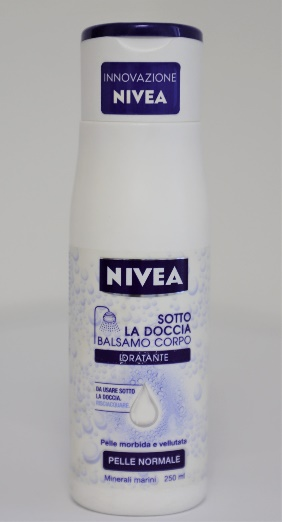 INNOVAZIONE
NIVEA
NIVEA
SOTTO
LA DOCCIA
BALSAMO CORPO
IDRATANTE
DA USARE SOTTO
LA DOCCIA,
RISCIACQUARE
Pelle morbida e vellutata
PELLE NORMALE
Minerali marini 250 ml